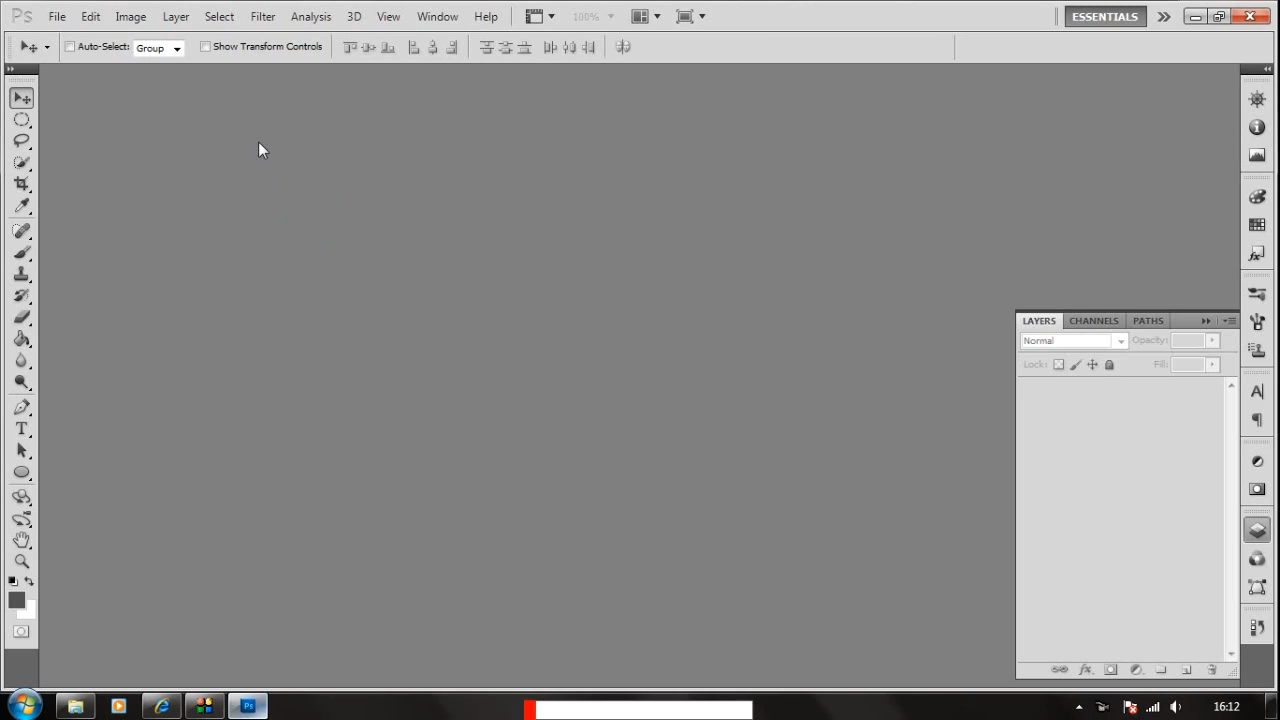 Ps File Edit Image Layer Select Filter Analysis 3D View Window Help 100% ESSENTIALS
Auto-Select: Group Show Transform Controls
LAYERS CHANNELS PATHS
Normal Opacity:
Lock: Fill:
Ps 16:12